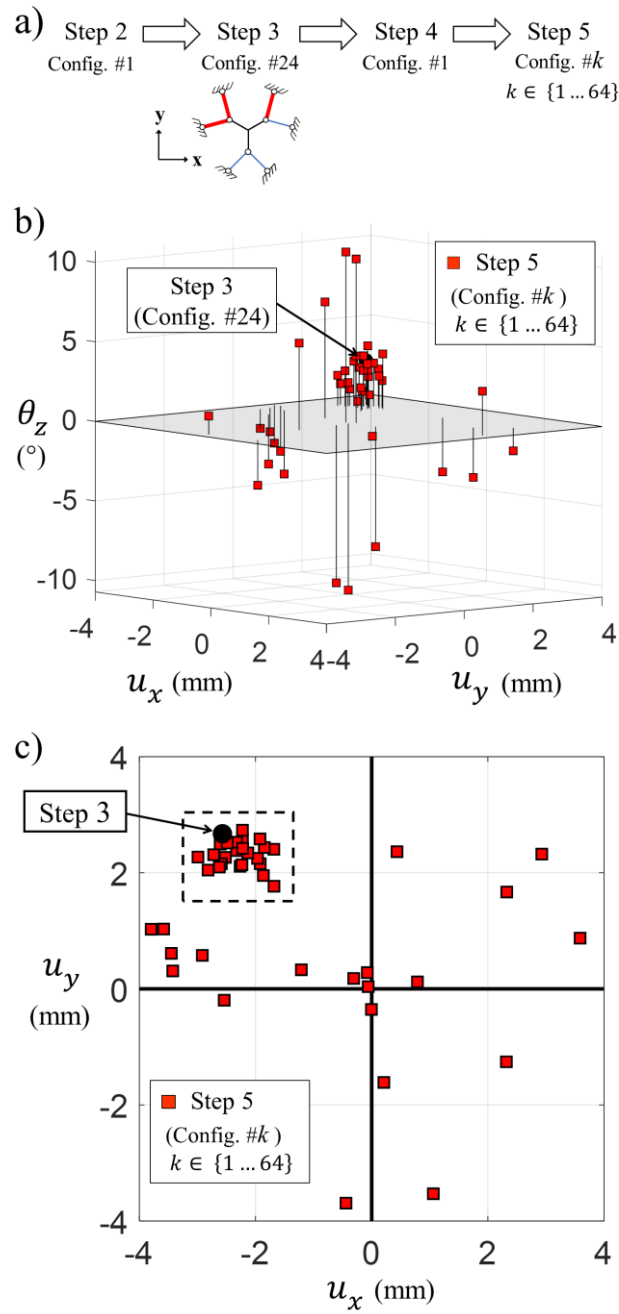 a)
Step 2 Step 3 Step 4 Step 5
Config. #1 Config. #24 Config. #1 Config. #k
k ∈ {1 … 64}
y
x
b)
10
5
0
-5
-10
θz
(°)
Step 3
(Config. #24)
Step 5
(Config. #k )
k ∈ {1 … 64}
-4 -2 0 2 4
-4 -2 0 2 4
ux (mm)
uy (mm)
c)
4
2
0
-2
-4
uy
(mm)
Step 3
Step 5
(Config. #k )
k ∈ {1 … 64}
-4 -2 0 2 4
ux (mm)